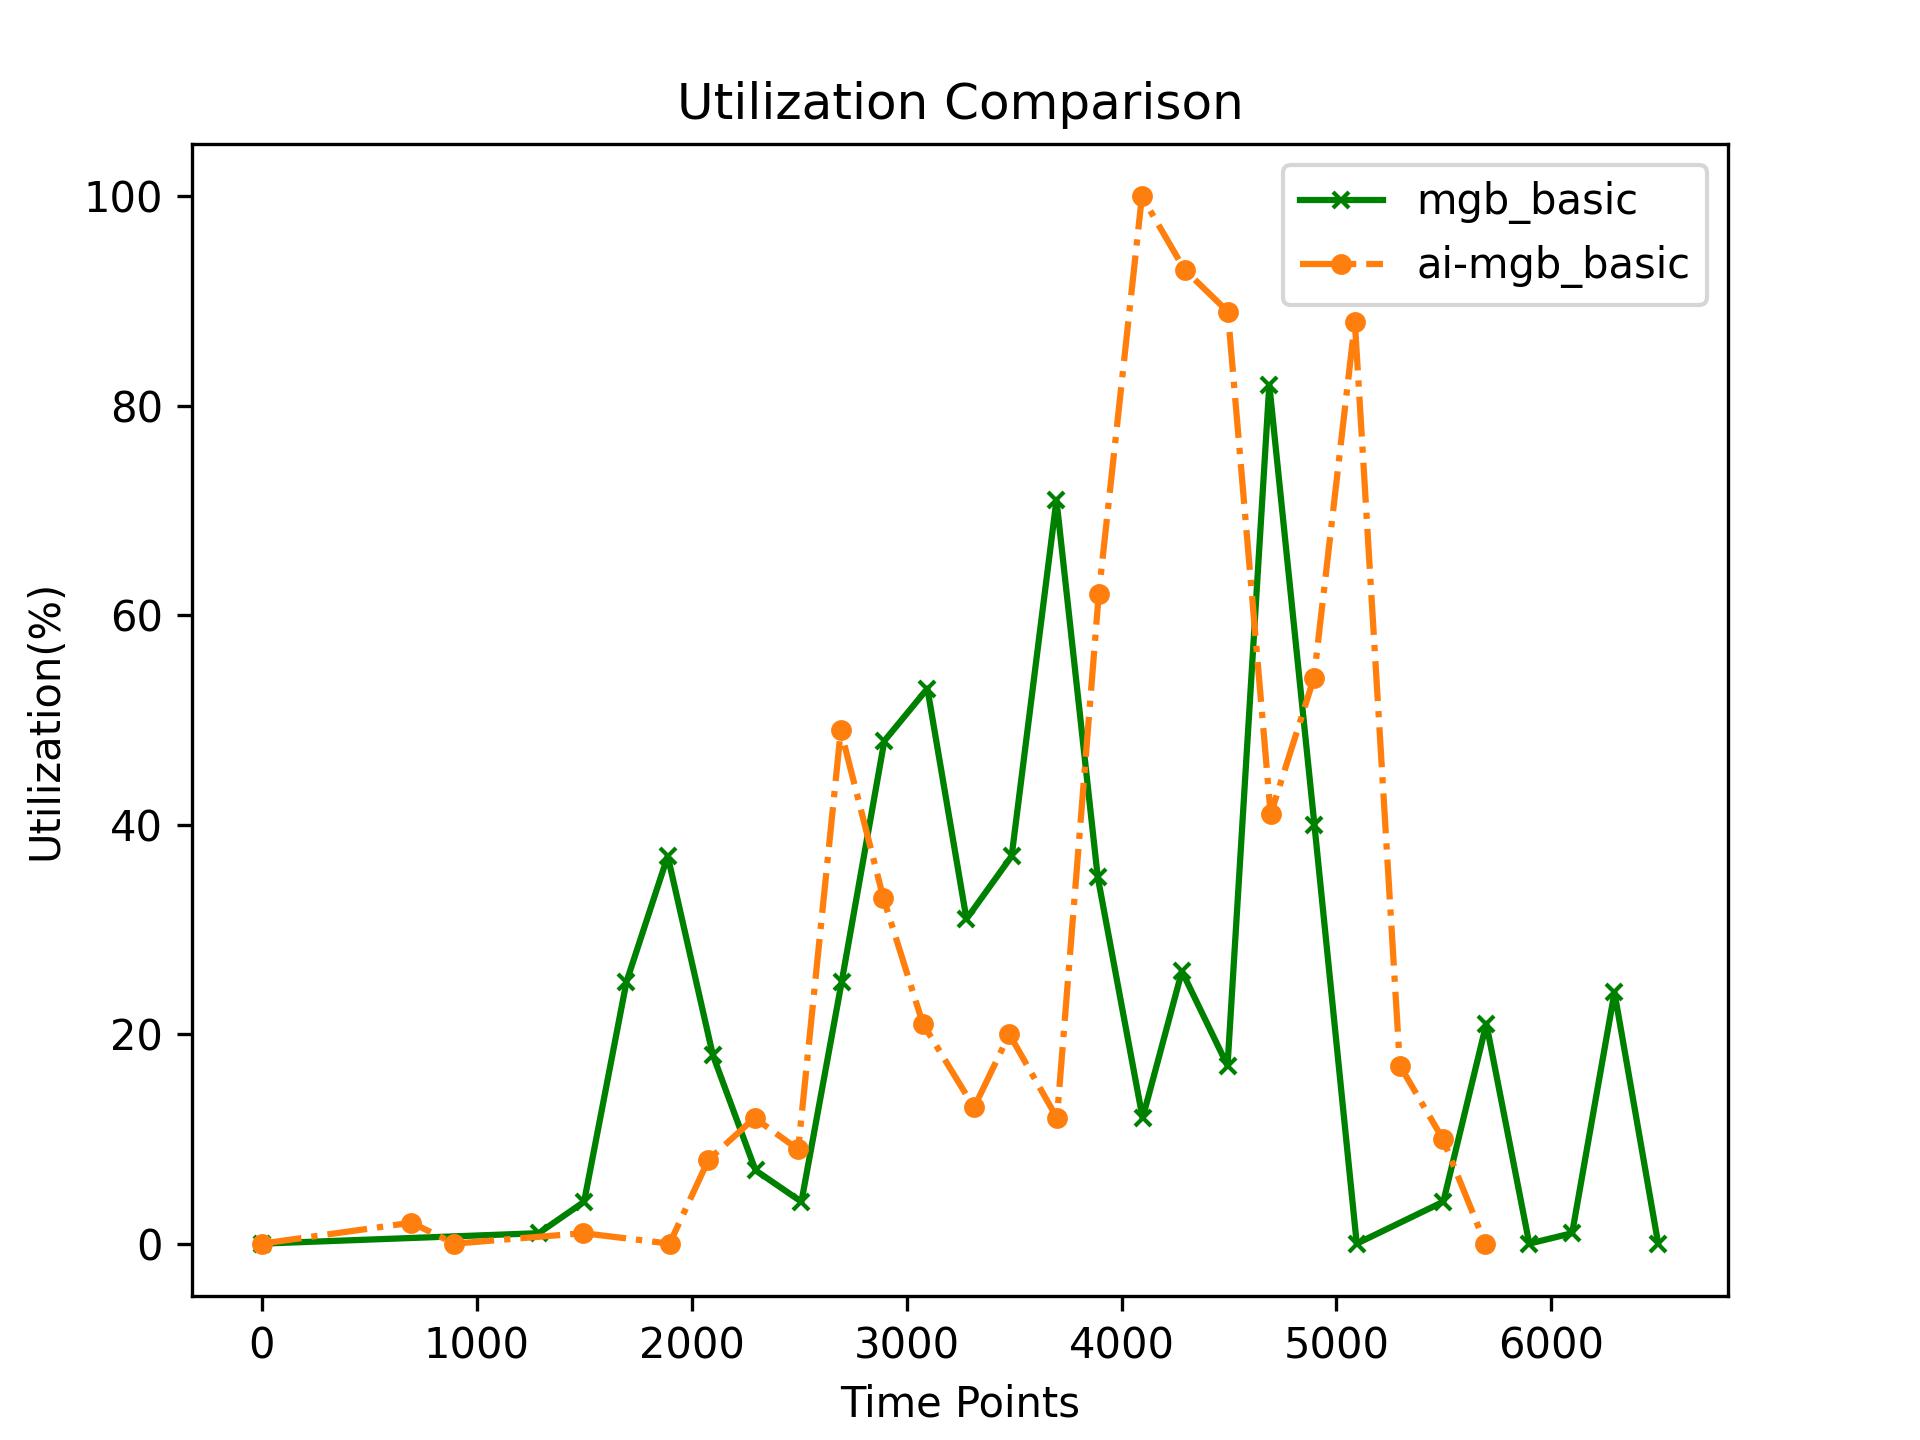 Utilization Comparison
mgb_basic
ai-mgb_basic
Utilization(%)
100
80
60
40
20
0
0 1000 2000 3000 4000 5000 6000
Time Points